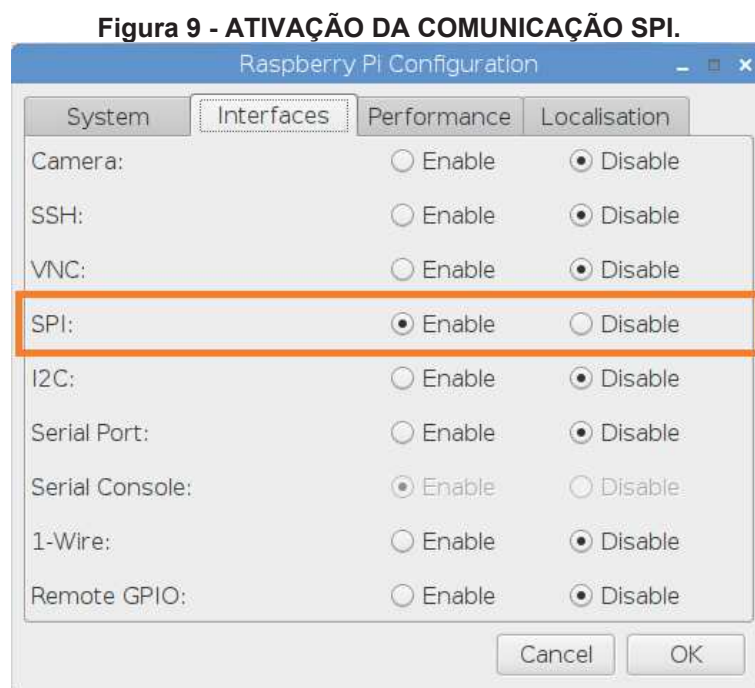 Figura 9 - ATIVAÇÃO DA COMUNICAÇÃO SPI.
Raspberry Pi Configuration
System Interfaces Performance Localisation
Camera: Enable Disable
SSH: Enable Disable
VNC: Enable Disable
SPI: Enable Disable
I2C: Enable Disable
Serial Port: Enable Disable
Serial Console: Enable Disable
1-Wire: Enable Disable
Remote GPIO: Enable Disable
Cancel OK